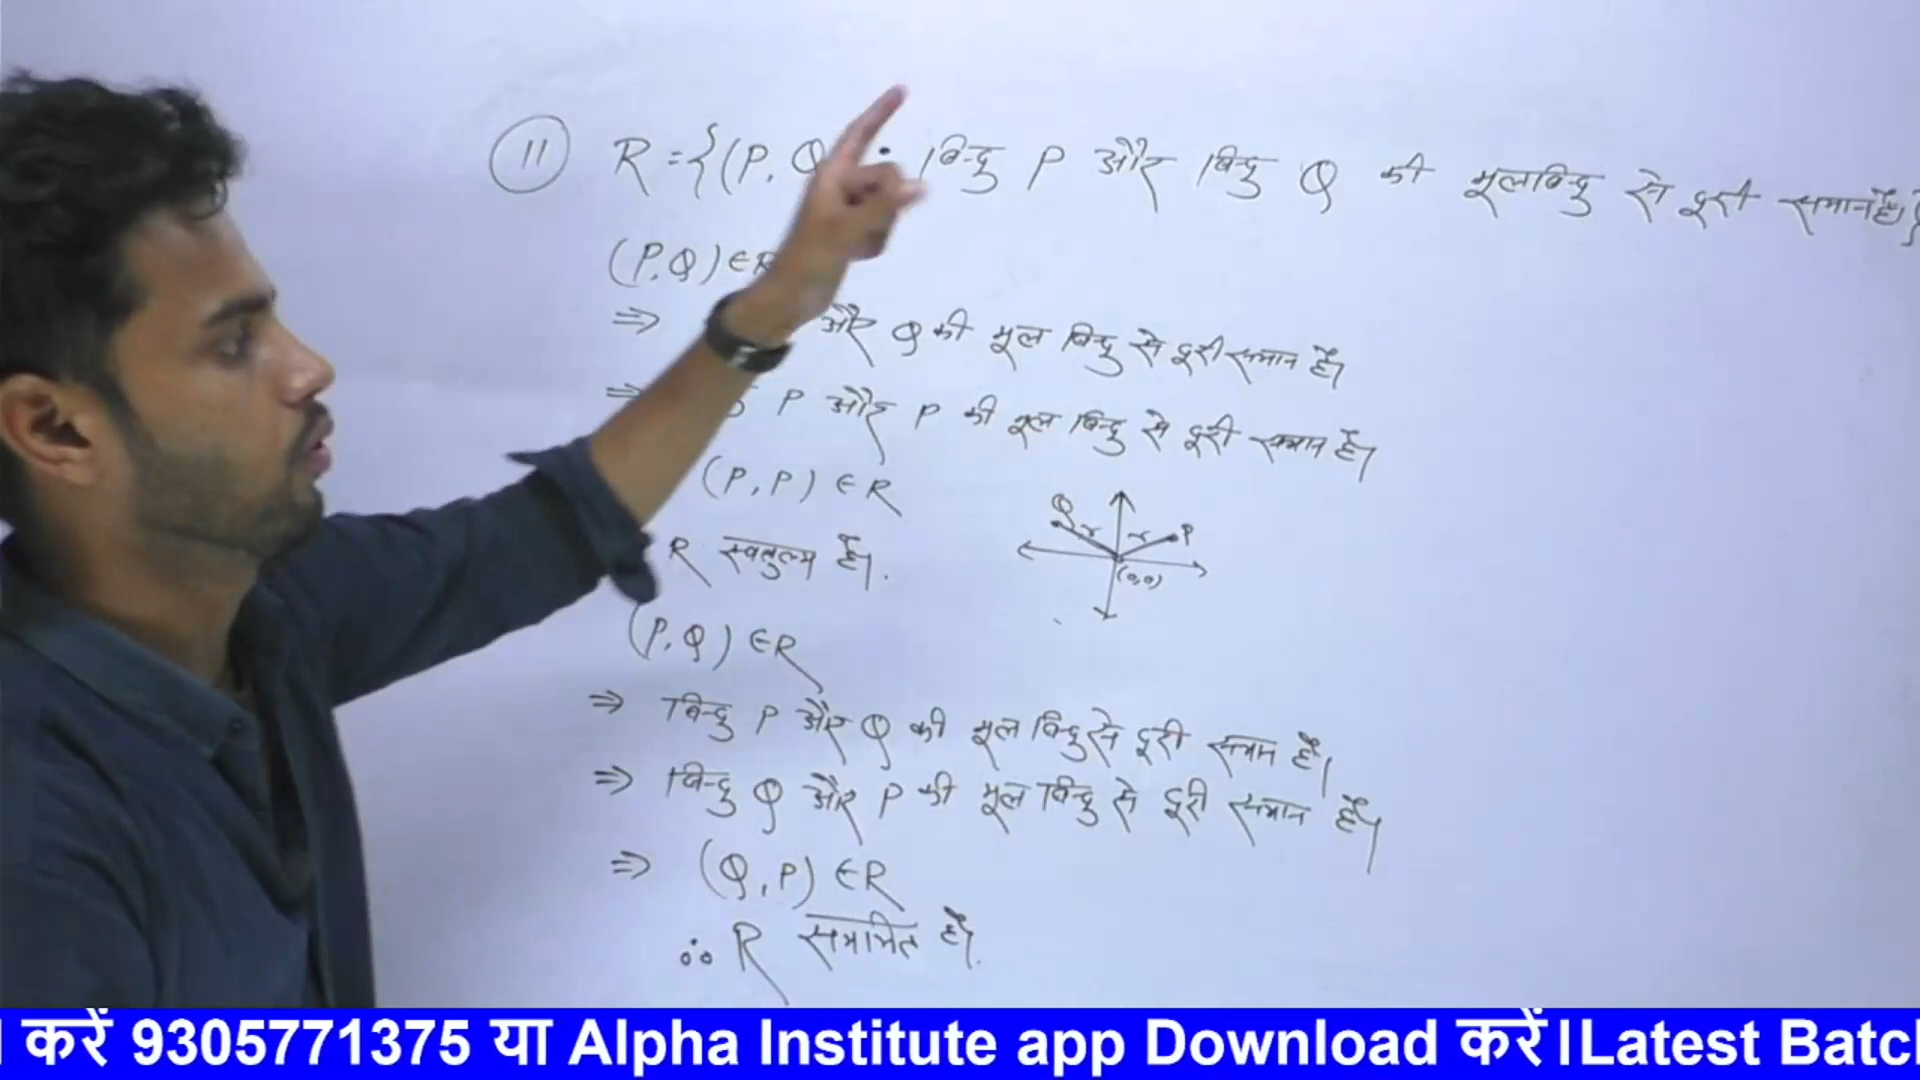 11 R = {(P, Q : बिन्दु P और बिन्दु Q की मूलबिन्दु से दूरी समान है।}
(P, Q) ∈ R
⇒ और Q की मूल बिन्दु से दूरी समान है।
⇒ P और P की मूल बिन्दु से दूरी समान है।
(P, P) ∈ R
R स्वतुल्य है।
Q r r P
(0,0)
(P, Q) ∈ R
⇒ बिन्दु P और Q की मूल बिन्दु से दूरी समान है।
⇒ बिन्दु Q और P की मूल बिन्दु से दूरी समान है।
⇒ (Q, P) ∈ R
∴ R सममित है।
करें 9305771375 या Alpha Institute app Download करें।Latest Batc